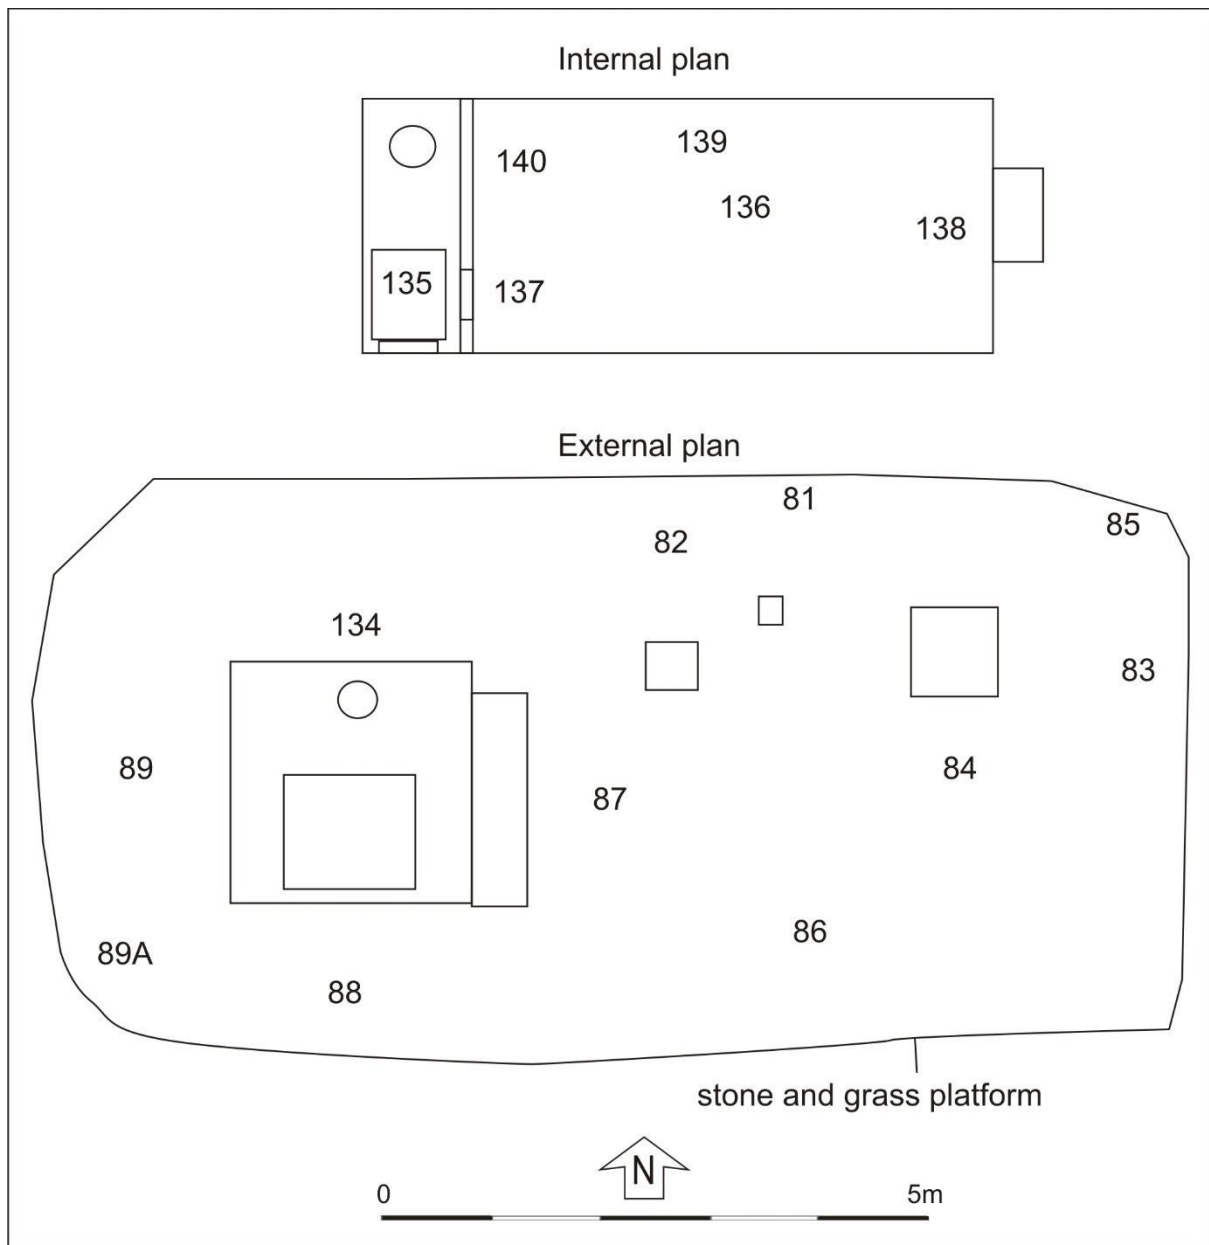 Internal plan
139
140
136
138
135
137
External plan
81
85
82
134
83
89
84
87
86
89A
88
stone and grass platform
N
0 5m